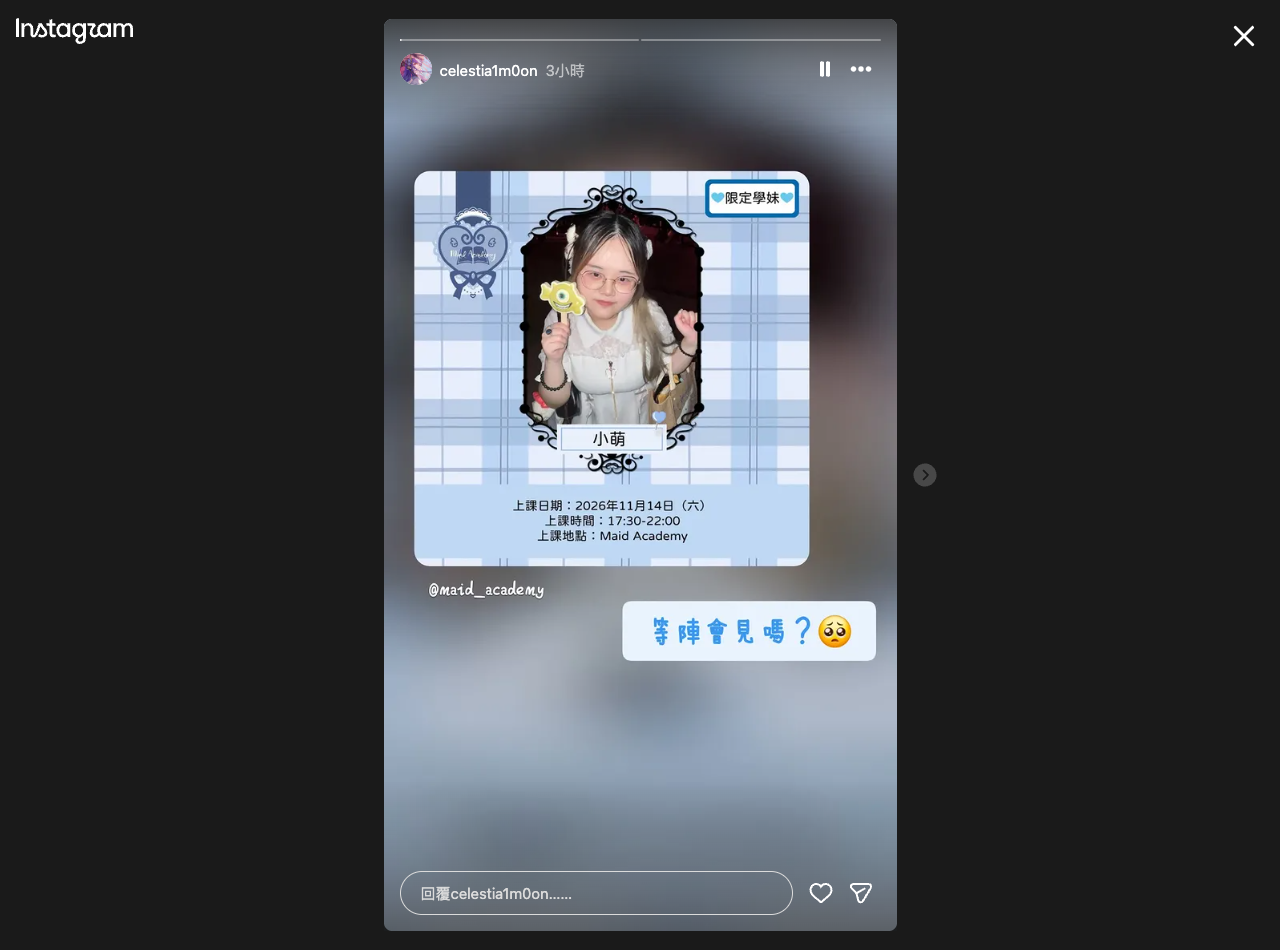 Instagram
celestia1m0on 3小時
限定學妹
Maid Academy
小萌
上課日期：2026年11月14日（六）
上課時間：17:30-22:00
上課地點：Maid Academy
@maid_academy
等陣會見嗎？🥺
回覆celestia1m0on……